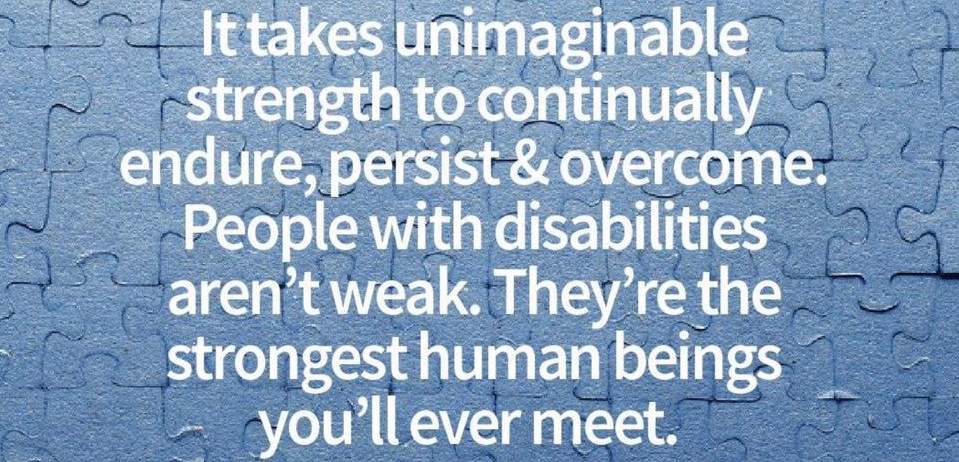 It takes unimaginable
strength to continually
endure, persist & overcome.
People with disabilities
aren't weak. They're the
strongest human beings
you'll ever meet.